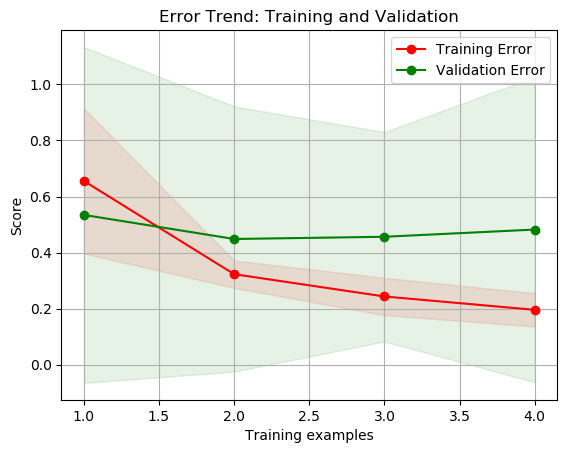 Error Trend: Training and Validation
Training Error
Validation Error
Score
1.0
0.8
0.6
0.4
0.2
0.0
1.0 1.5 2.0 2.5 3.0 3.5 4.0
Training examples